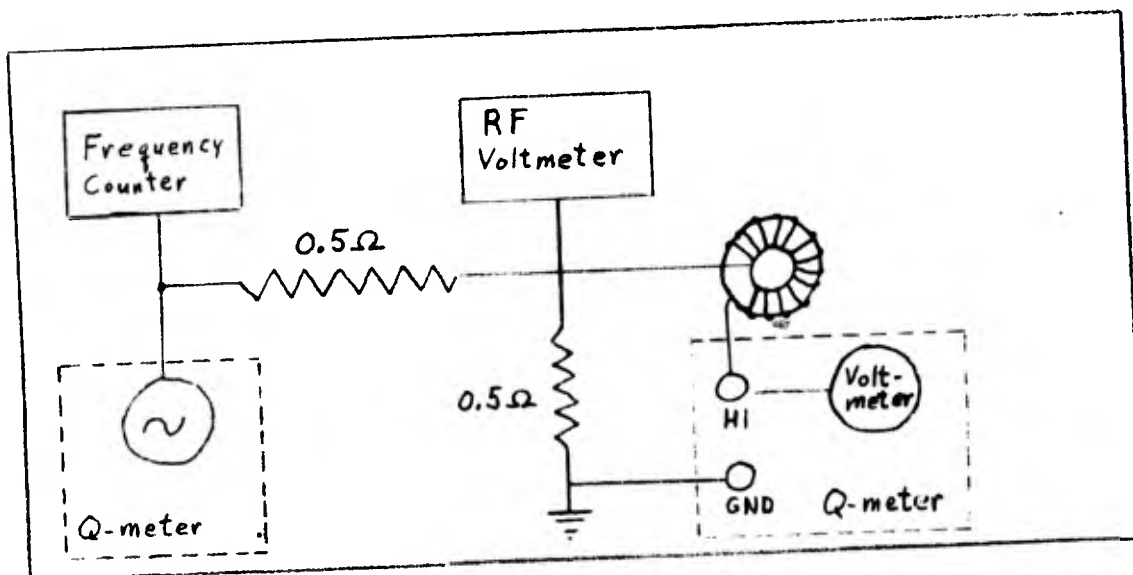 Frequency
Counter
RF
Voltmeter
0.5Ω
0.5Ω
Volt-
meter
HI
GND
Q-meter
Q-meter